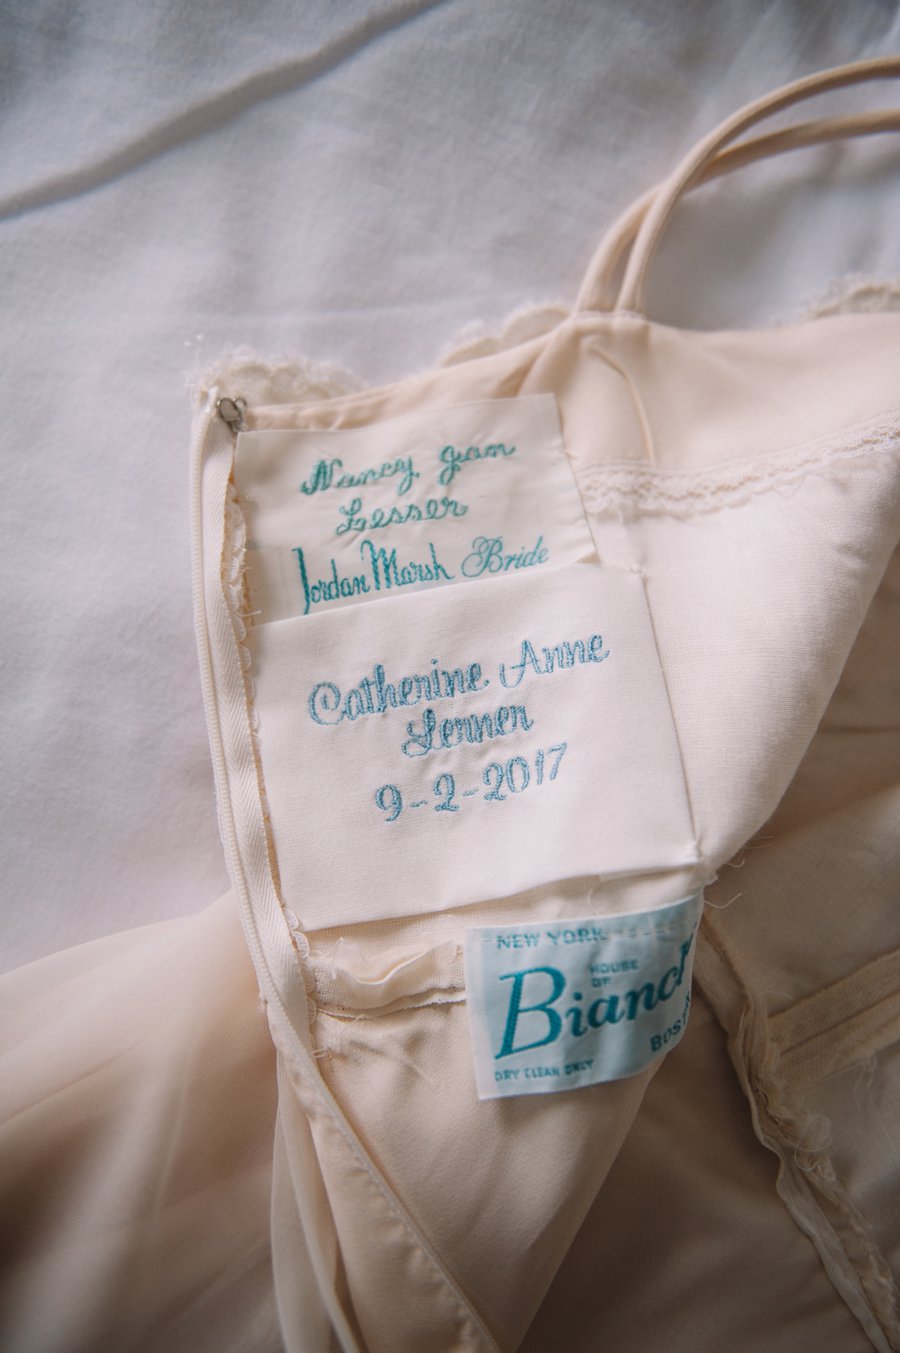 Nancy Jean
Lesser
Jordan Marsh Bride
Catherine Anne
Lenner
9-2-2017
NEW YORK
HOUSE
OF
Bianchi
DRY CLEAN ONLY